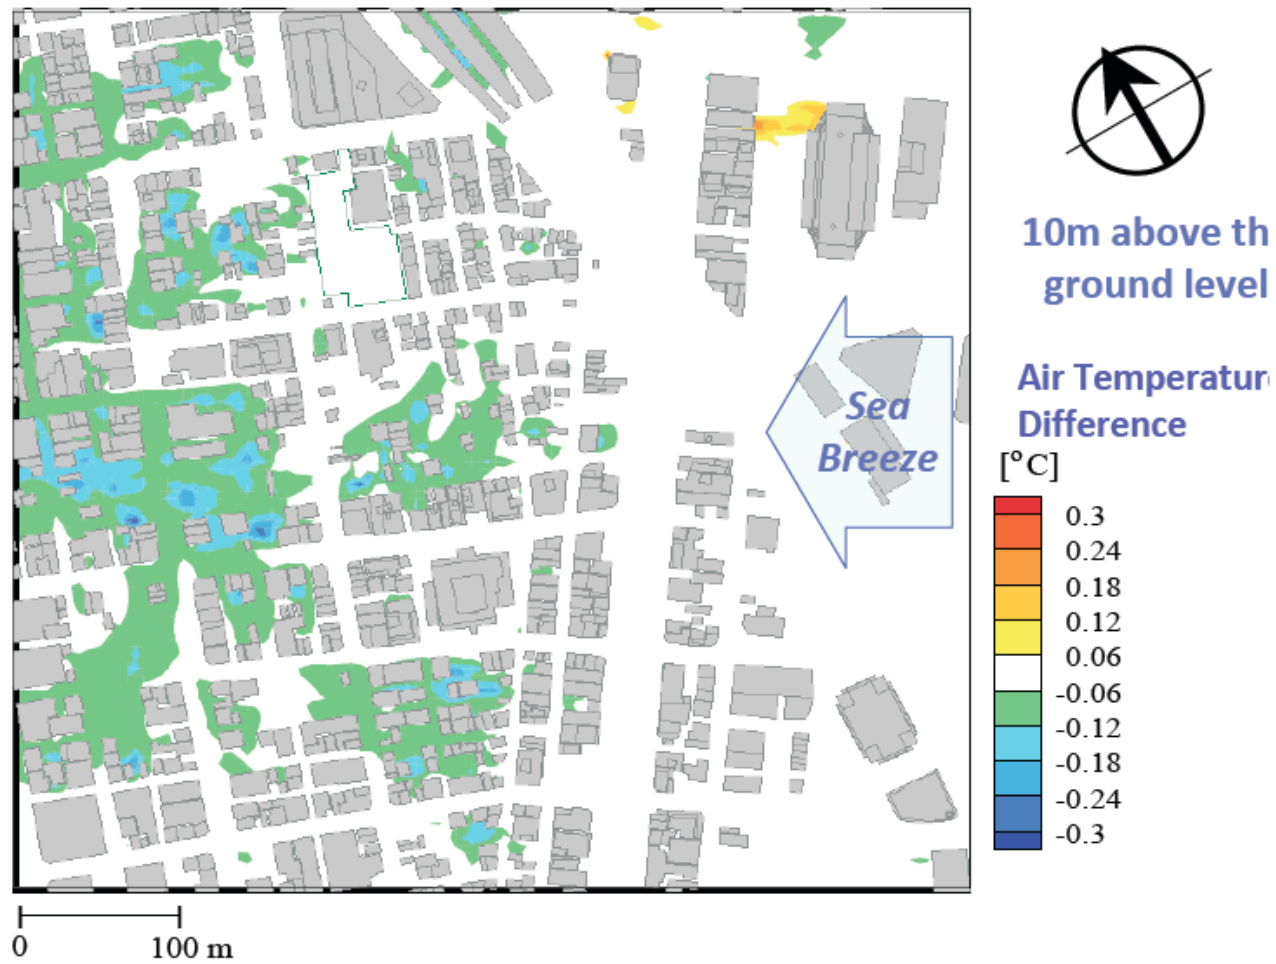 10m above th
ground level
Air Temperatur
Difference
[°C]
0.3
0.24
0.18
0.12
0.06
-0.06
-0.12
-0.18
-0.24
-0.3
Sea
Breeze
0 100 m